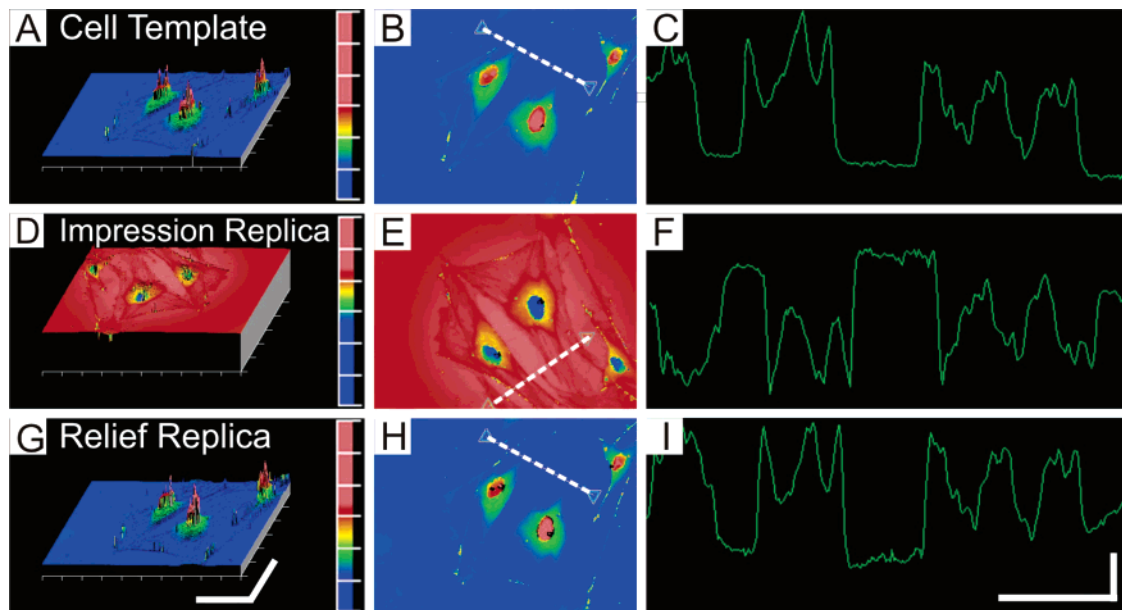 A Cell Template
B
C
D Impression Replica
E
F
G Relief Replica
H
I